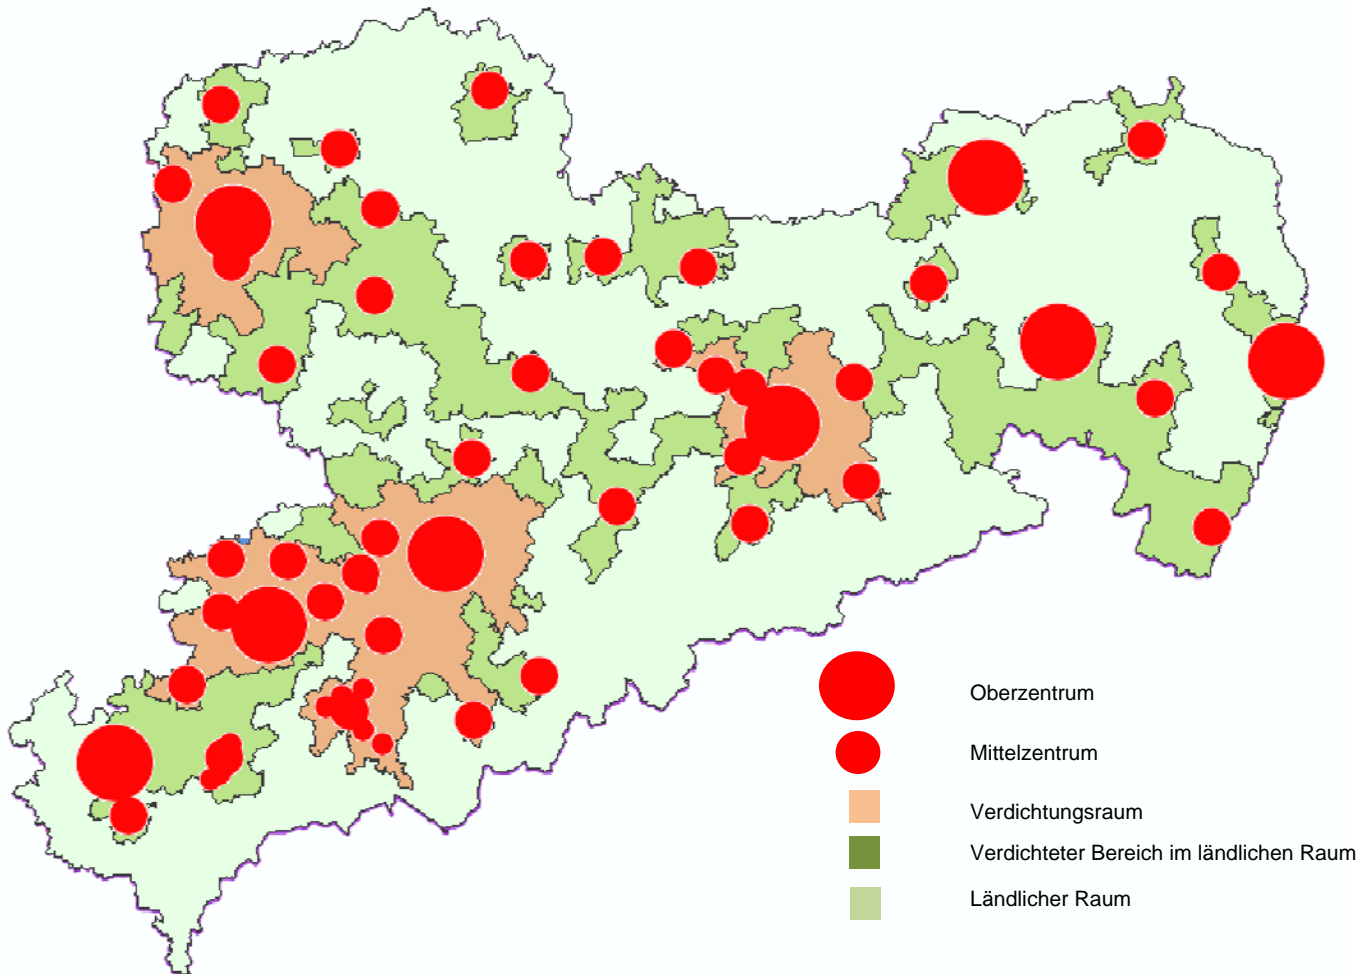 Oberzentrum
Mittelzentrum
Verdichtungsraum
Verdichteter Bereich im ländlichen Raum
Ländlicher Raum